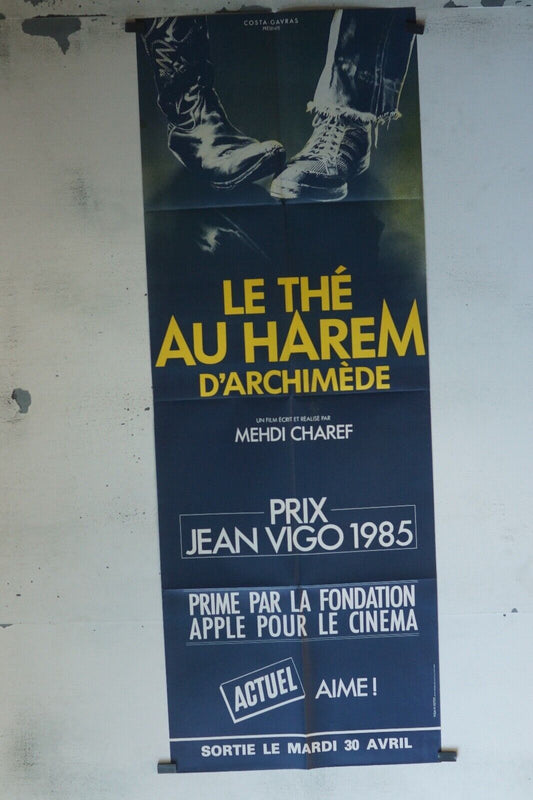 COSTA GAVRAS
PRÉSENTE
LE THÉ
AU HAREM
D'ARCHIMÈDE
UN FILM ÉCRIT ET RÉALISÉ PAR
MEHDI CHAREF
PRIX
JEAN VIGO 1985
PRIME PAR LA FONDATION
APPLE POUR LE CINEMA
ACTUEL AIME !
SORTIE LE MARDI 30 AVRIL